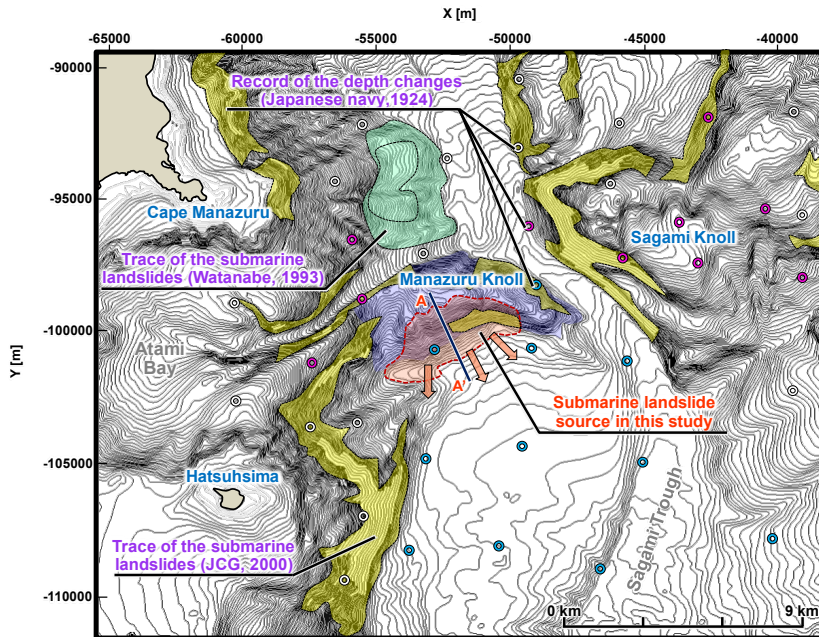 X [m]
-65000
-60000
-55000
-50000
-45000
-40000
-90000
-95000
-100000
-105000
-110000
Y [m]
Record of the depth changes
(Japanese navy,1924)
Cape Manazuru
Trace of the submarine
landslides (Watanabe, 1993)
Sagami Knoll
Manazuru Knoll
A
A'
Atami
Bay
Submarine landslide
source in this study
Hatsuhsima
Sagami Trough
Trace of the submarine
landslides (JCG, 2000)
0 km
9 km